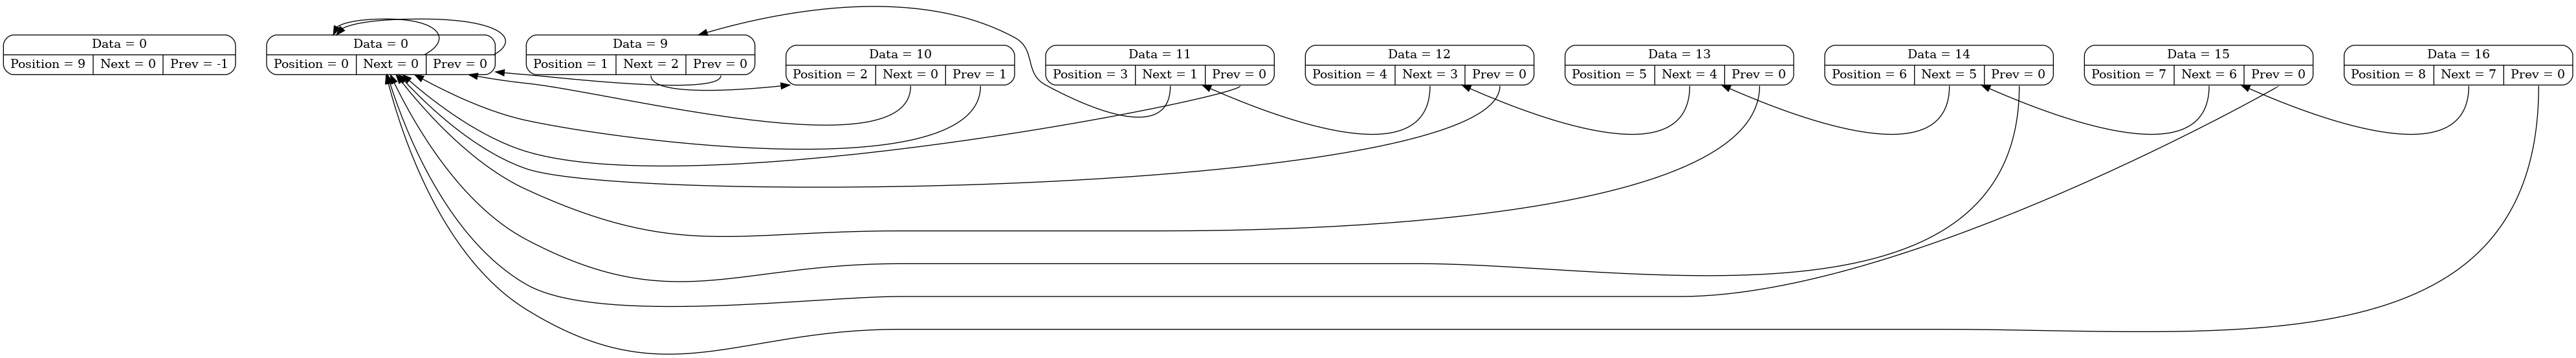 Data = 0
Position = 9 Next = 0 Prev = -1
Data = 0
Position = 0 Next = 0 Prev = 0
Data = 9
Position = 1 Next = 2 Prev = 0
Data = 10
Position = 2 Next = 0 Prev = 1
Data = 11
Position = 3 Next = 1 Prev = 0
Data = 12
Position = 4 Next = 3 Prev = 0
Data = 13
Position = 5 Next = 4 Prev = 0
Data = 14
Position = 6 Next = 5 Prev = 0
Data = 15
Position = 7 Next = 6 Prev = 0
Data = 16
Position = 8 Next = 7 Prev = 0